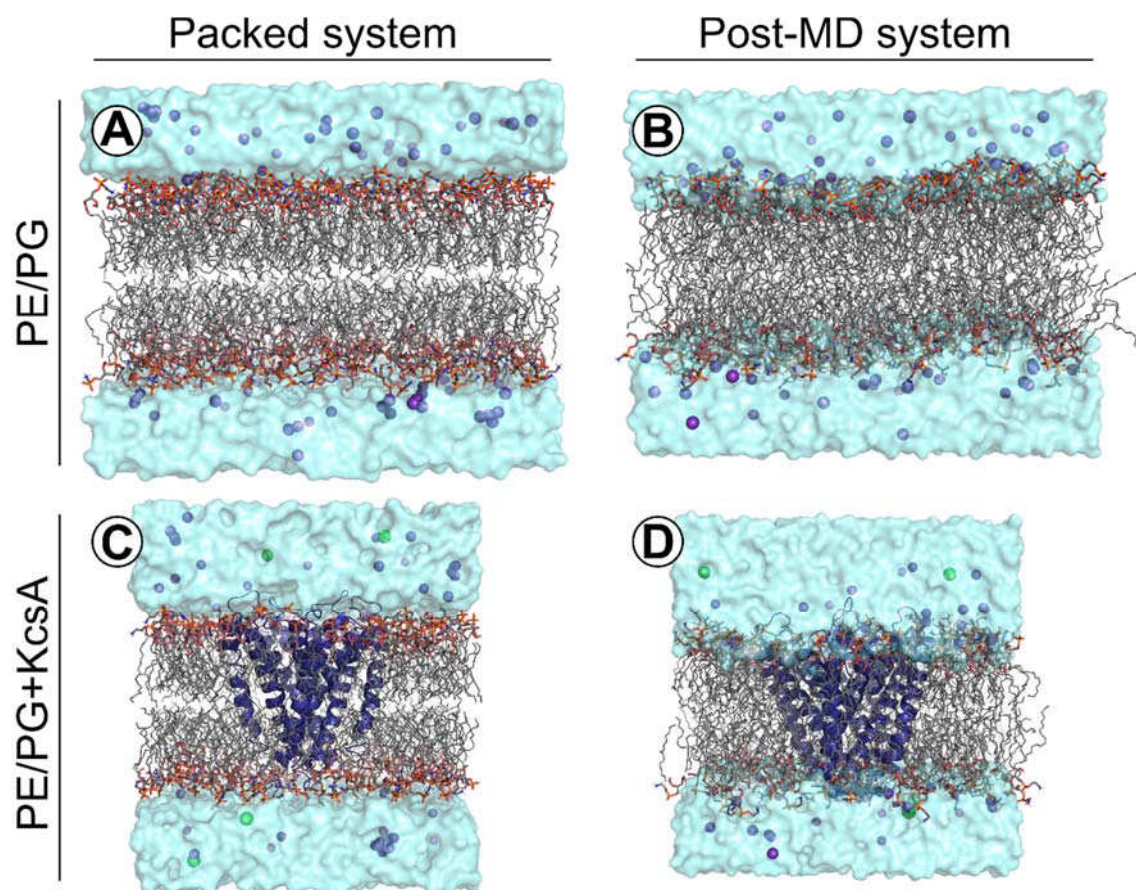 Packed system
Post-MD system
PE/PG
A
B
PE/PG+KcsA
C
D